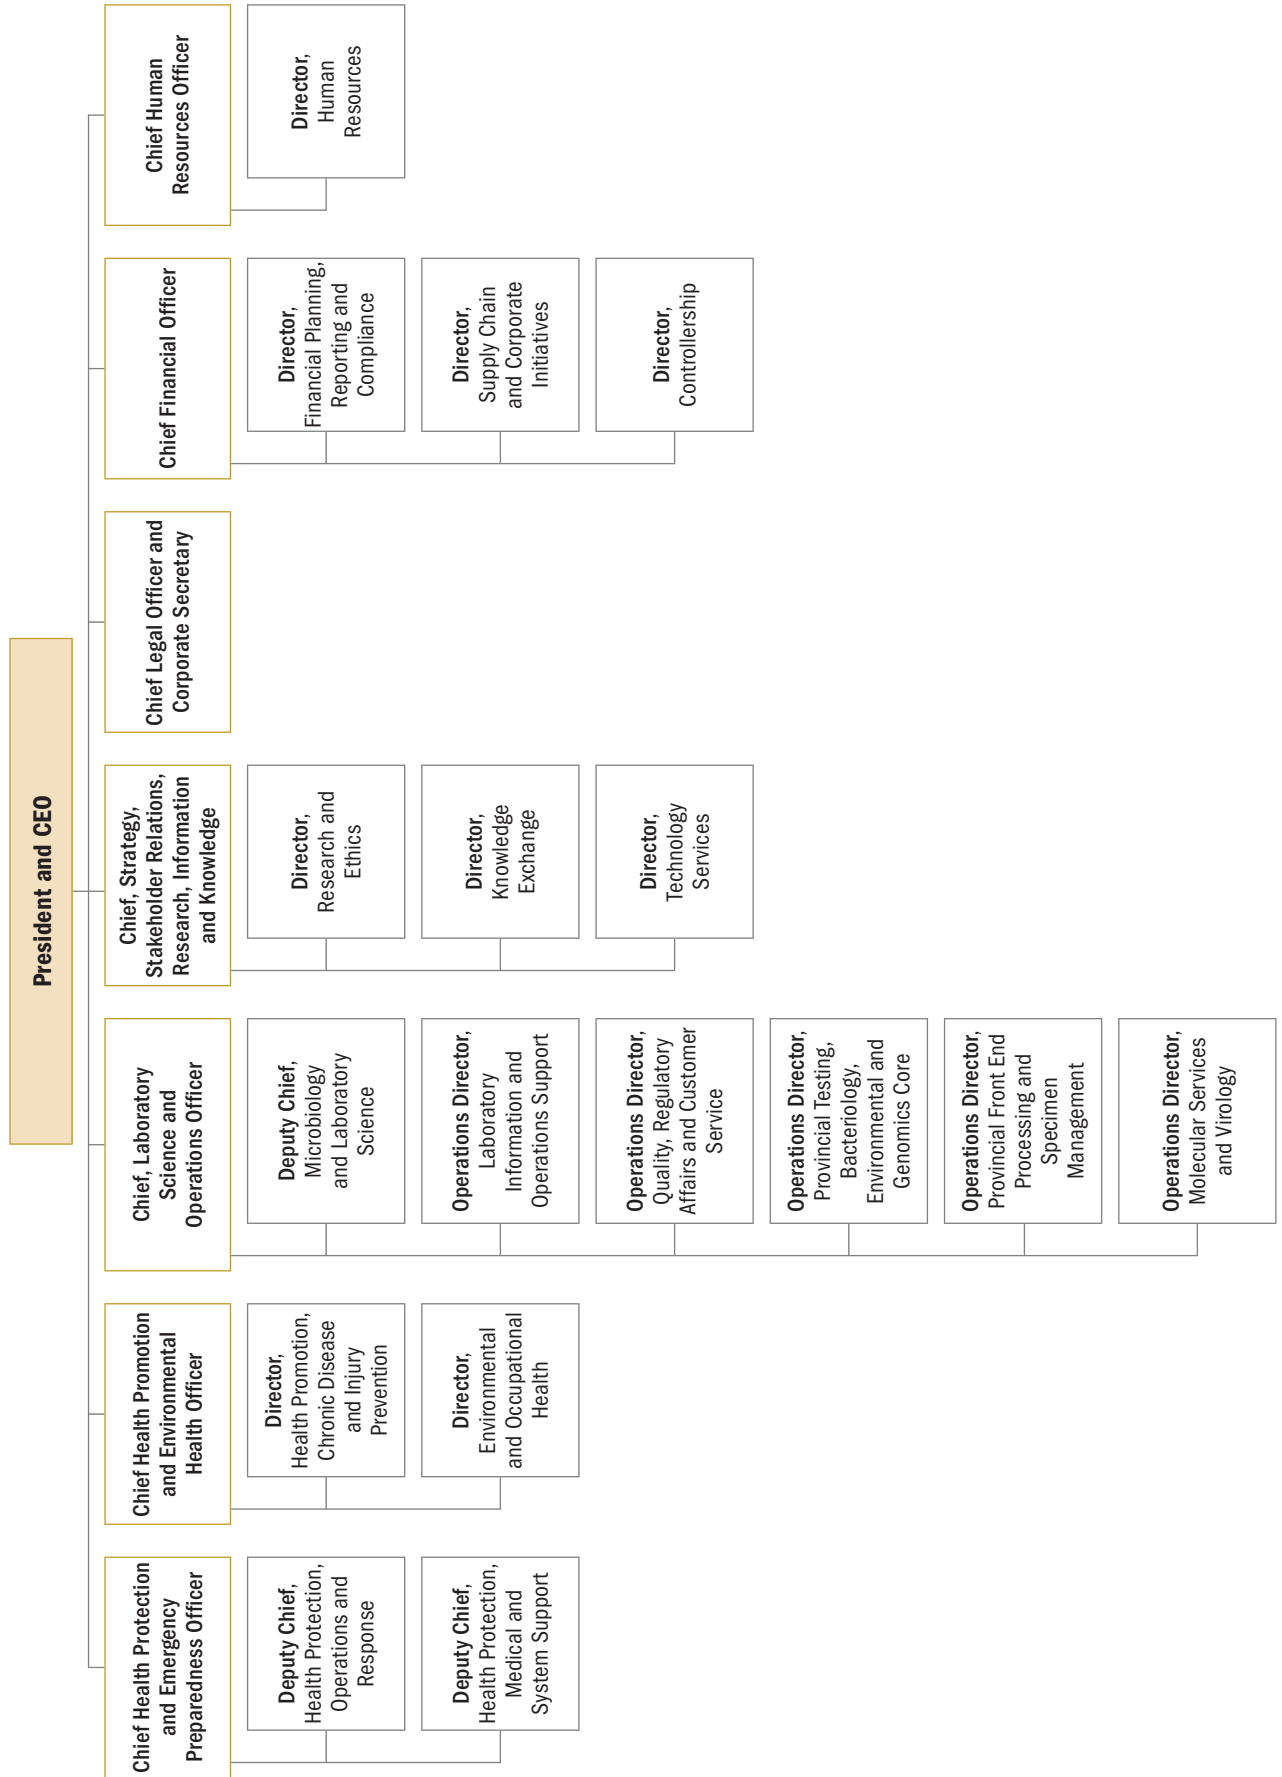 President and CEO
Chief Health Protection
and Emergency
Preparedness Officer
Deputy Chief,
Health Protection,
Operations and
Response
Deputy Chief,
Health Protection,
Medical and
System Support
Chief Health Promotion
and Environmental
Health Officer
Director,
Health Promotion,
Chronic Disease
and Injury
Prevention
Director,
Environmental
and Occupational
Health
Chief, Laboratory
Science and
Operations Officer
Deputy Chief,
Microbiology
and Laboratory
Science
Operations Director,
Laboratory
Information and
Operations Support
Operations Director,
Quality, Regulatory
Affairs and Customer
Service
Operations Director,
Provincial Testing,
Bacteriology,
Environmental and
Genomics Core
Operations Director,
Provincial Front End
Processing and
Specimen
Management
Operations Director,
Molecular Services
and Virology
Chief, Strategy,
Stakeholder Relations,
Research, Information
and Knowledge
Director,
Research and
Ethics
Director,
Knowledge
Exchange
Director,
Technology
Services
Chief Legal Officer and
Corporate Secretary
Chief Financial Officer
Director,
Financial Planning,
Reporting and
Compliance
Director,
Supply Chain
and Corporate
Initiatives
Director,
Controllership
Chief Human
Resources Officer
Director,
Human
Resources